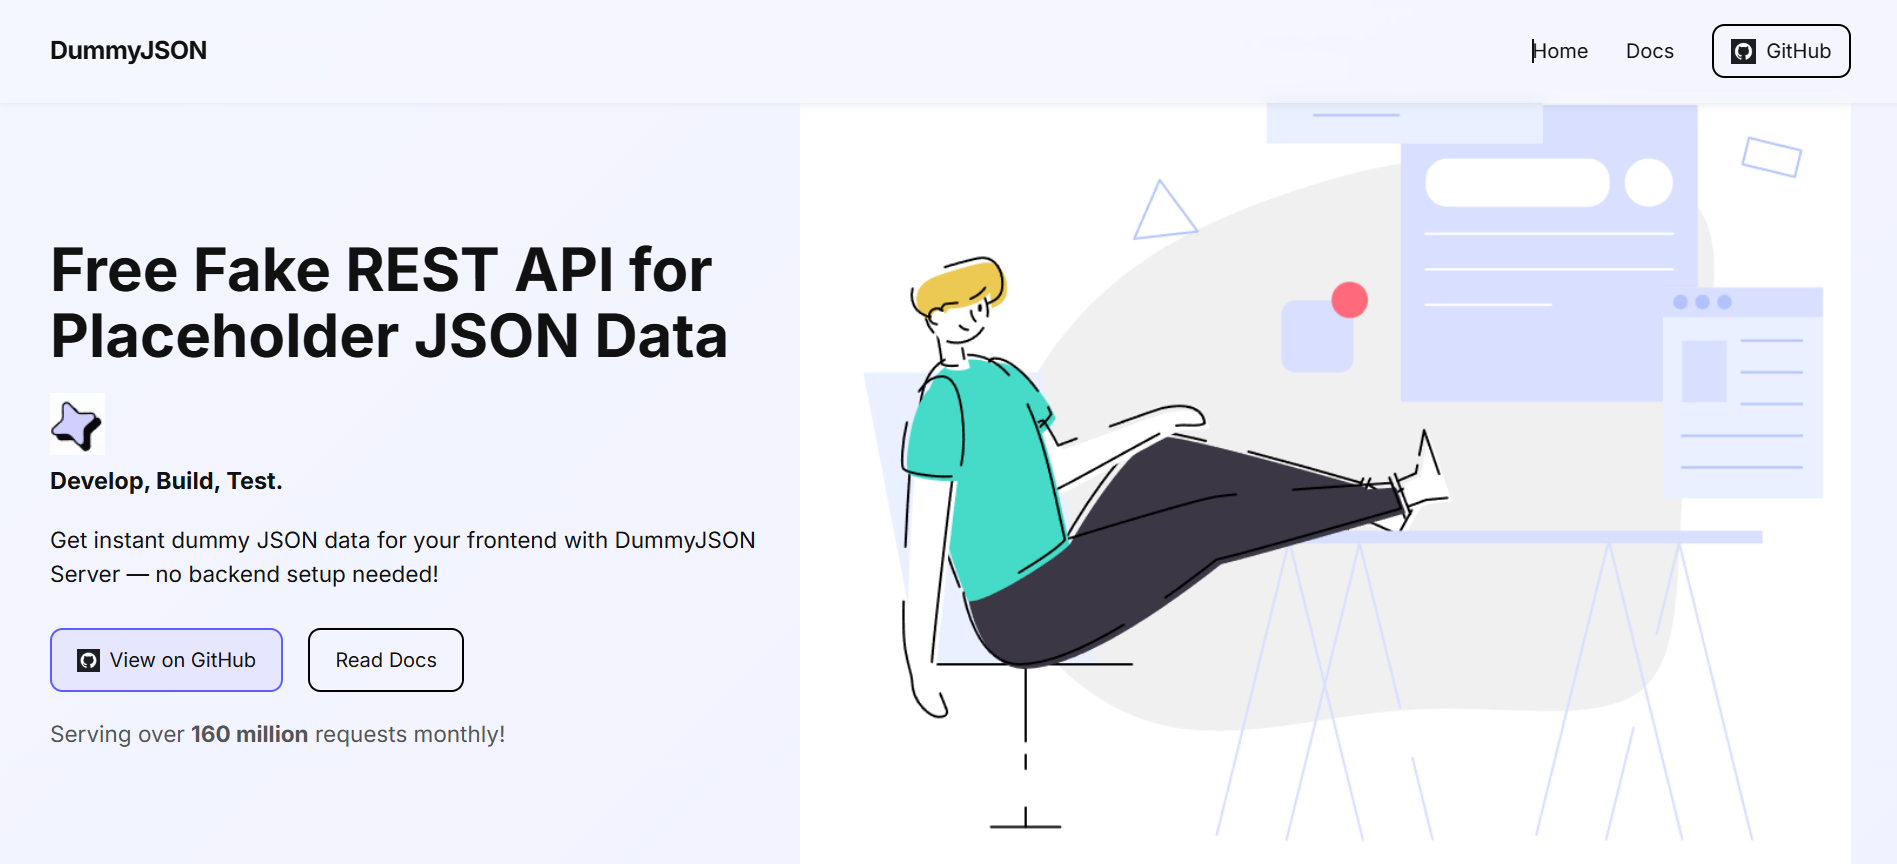 DummyJSON
Home
Docs
GitHub
Free Fake REST API for
Placeholder JSON Data
Develop, Build, Test.
Get instant dummy JSON data for your frontend with DummyJSON
Server — no backend setup needed!
View on GitHub
Read Docs
Serving over 160 million requests monthly!